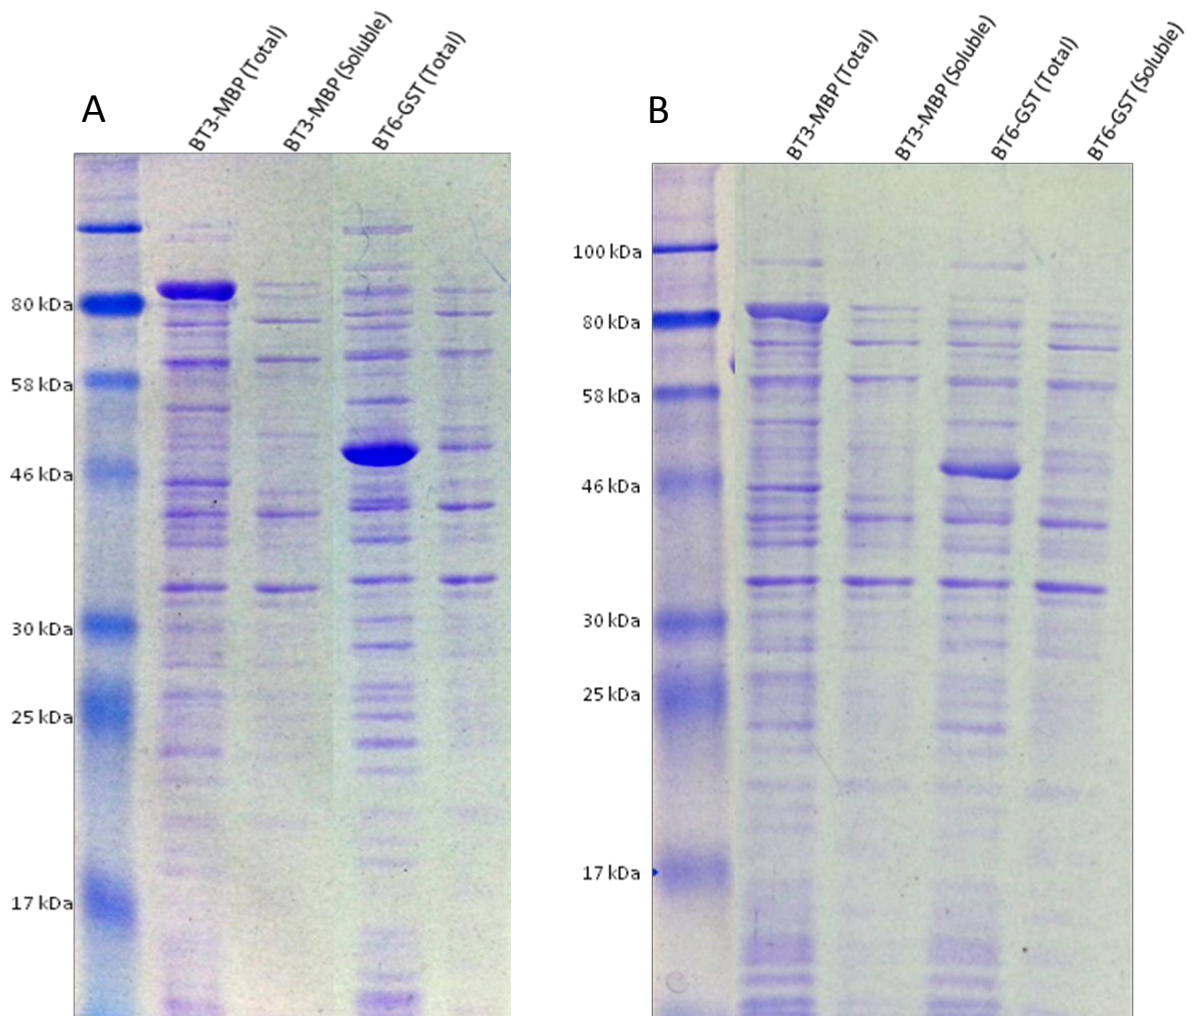 A
BT3-MBP (Total)
BT3-MBP (Soluble)
BT6-GST (Total)
80 kDa
58 kDa
46 kDa
30 kDa
25 kDa
17 kDa
B
BT3-MBP (Total)
BT3-MBP (Soluble)
BT6-GST (Total)
BT6-GST (Soluble)
100 kDa
80 kDa
58 kDa
46 kDa
30 kDa
25 kDa
17 kDa